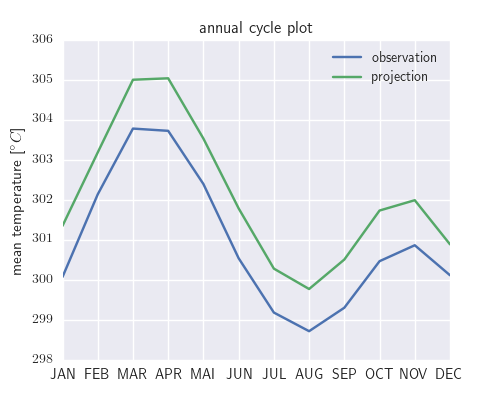 annual cycle plot
306
305
304
303
302
301
300
299
298
mean temperature [°C]
observation
projection
JAN FEB MAR APR MAI JUN JUL AUG SEP OCT NOV DEC